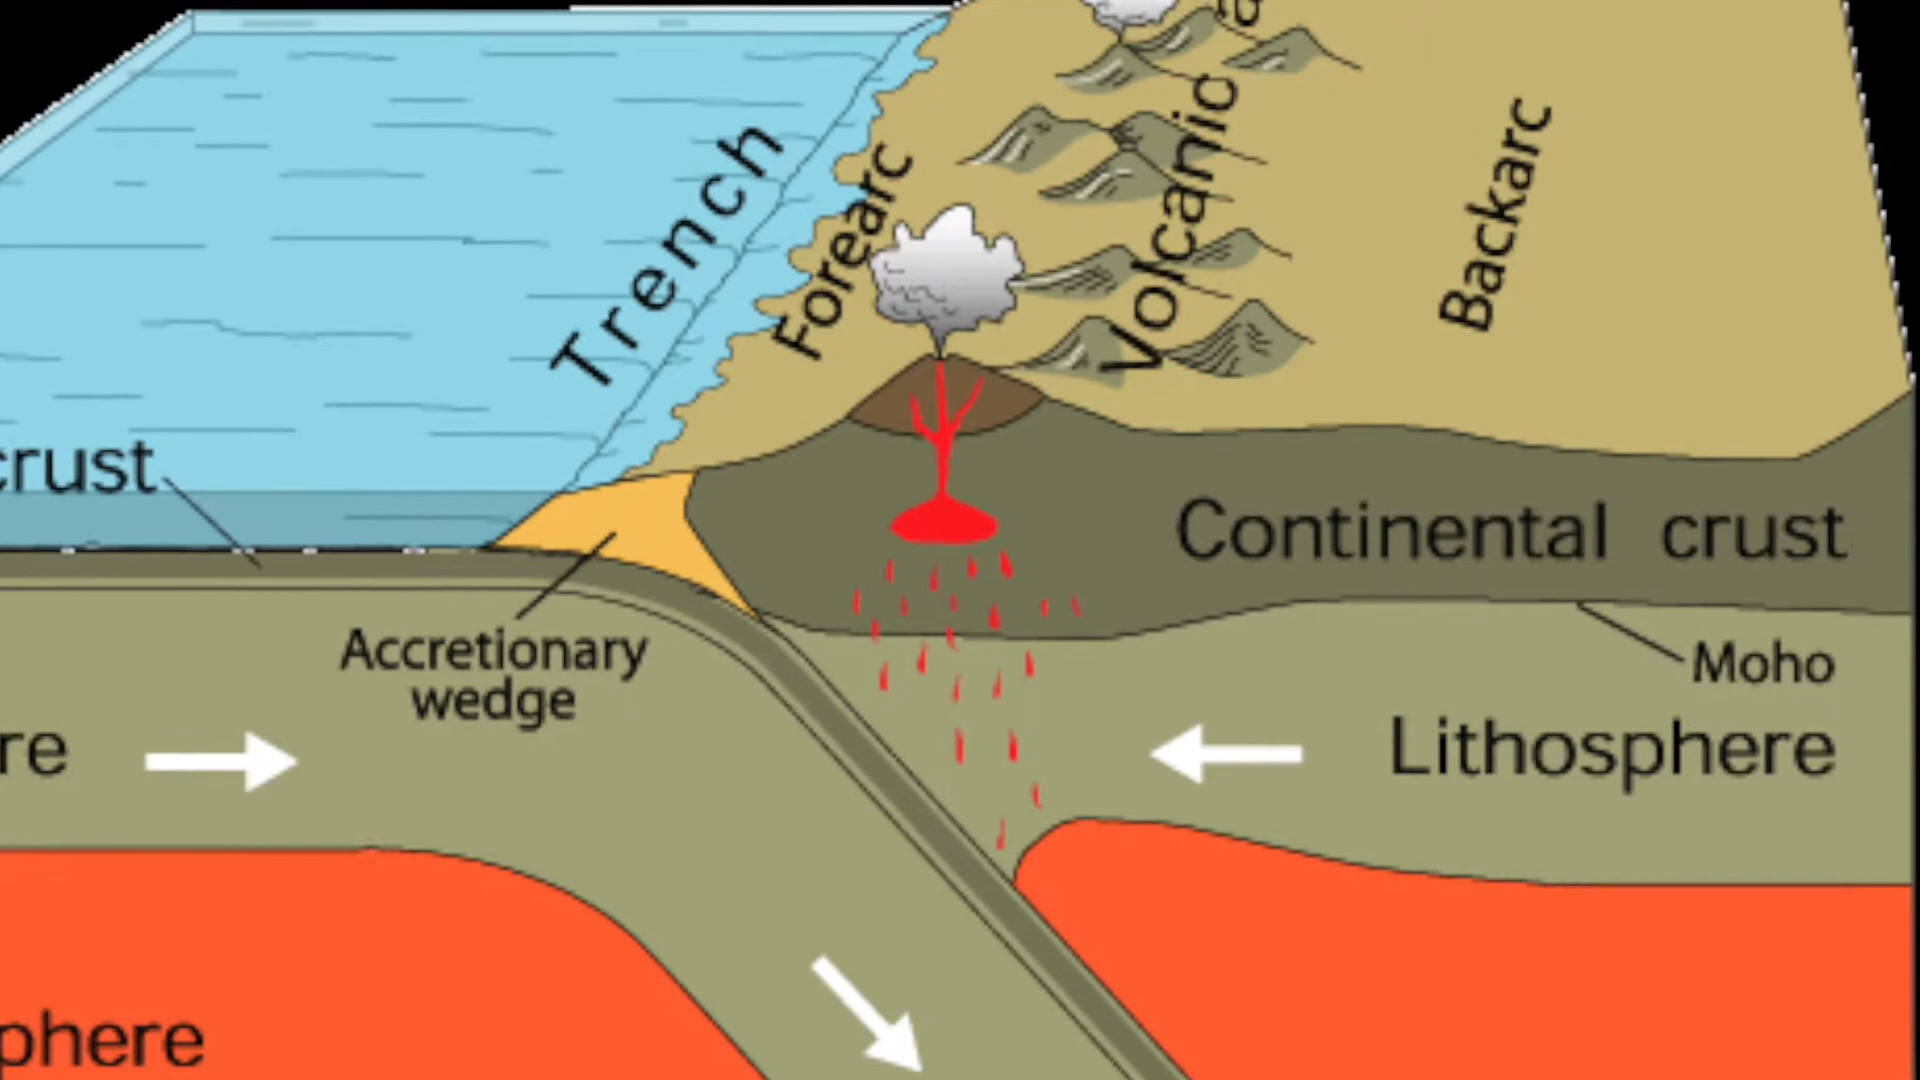 Trench
Forearc
Volcanic a
Backarc
crust
Continental crust
Accretionary
wedge
Moho
re
Lithosphere
phere